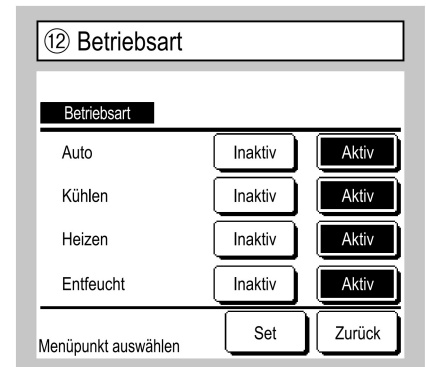 ⑫ Betriebsart
Betriebsart
Auto Inaktiv Aktiv
Kühlen Inaktiv Aktiv
Heizen Inaktiv Aktiv
Entfeucht Inaktiv Aktiv
Menüpunkt auswählen Set Zurück